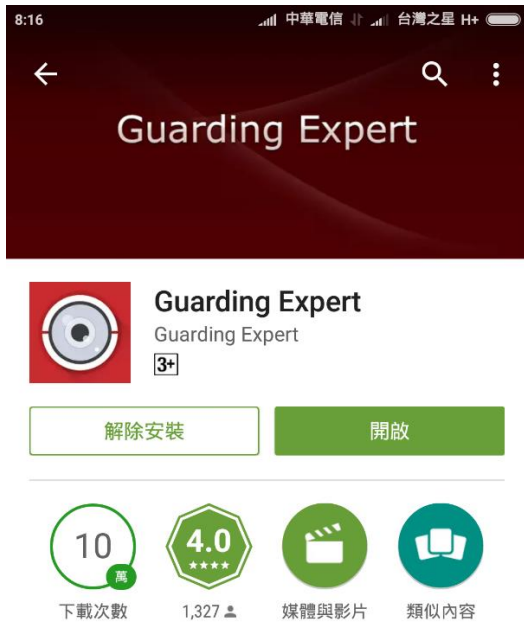 8:16 中華電信 台灣之星 H+
Guarding Expert
Guarding Expert
Guarding Expert
3+
解除安裝 開啟
10 萬 4.0
下載次數 1,327 媒體與影片 類似內容